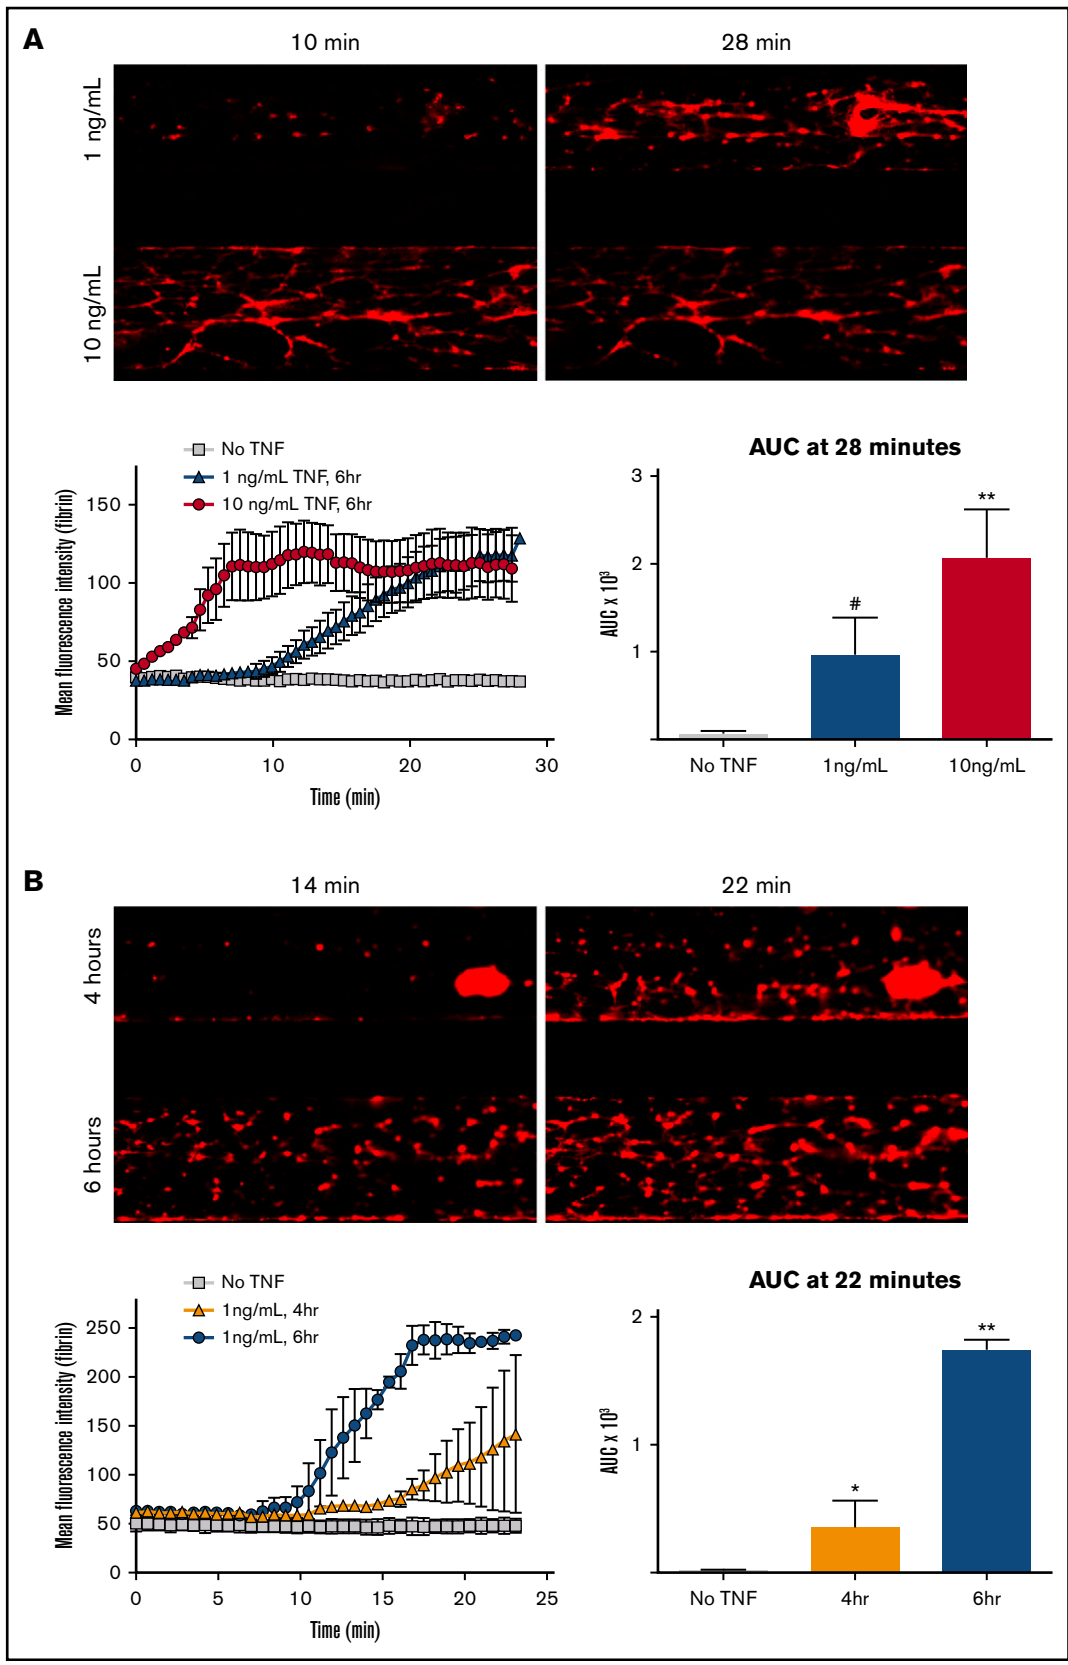 A
10 min
28 min
1 ng/mL
10 ng/mL
No TNF
1 ng/mL TNF, 6hr
10 ng/mL TNF, 6hr
Mean fluorescence intensity (fibrin)
150
100
50
0
0
10
20
30
Time (min)
AUC at 28 minutes
AUC x 10³
3
2
1
#
**
No TNF
1ng/mL
10ng/mL
B
14 min
22 min
4 hours
6 hours
No TNF
1ng/mL, 4hr
1ng/mL, 6hr
Mean fluorescence intensity (fibrin)
250
200
150
100
50
0
0
5
10
15
20
25
Time (min)
AUC at 22 minutes
AUC x 10³
2
1
*
**
No TNF
4hr
6hr